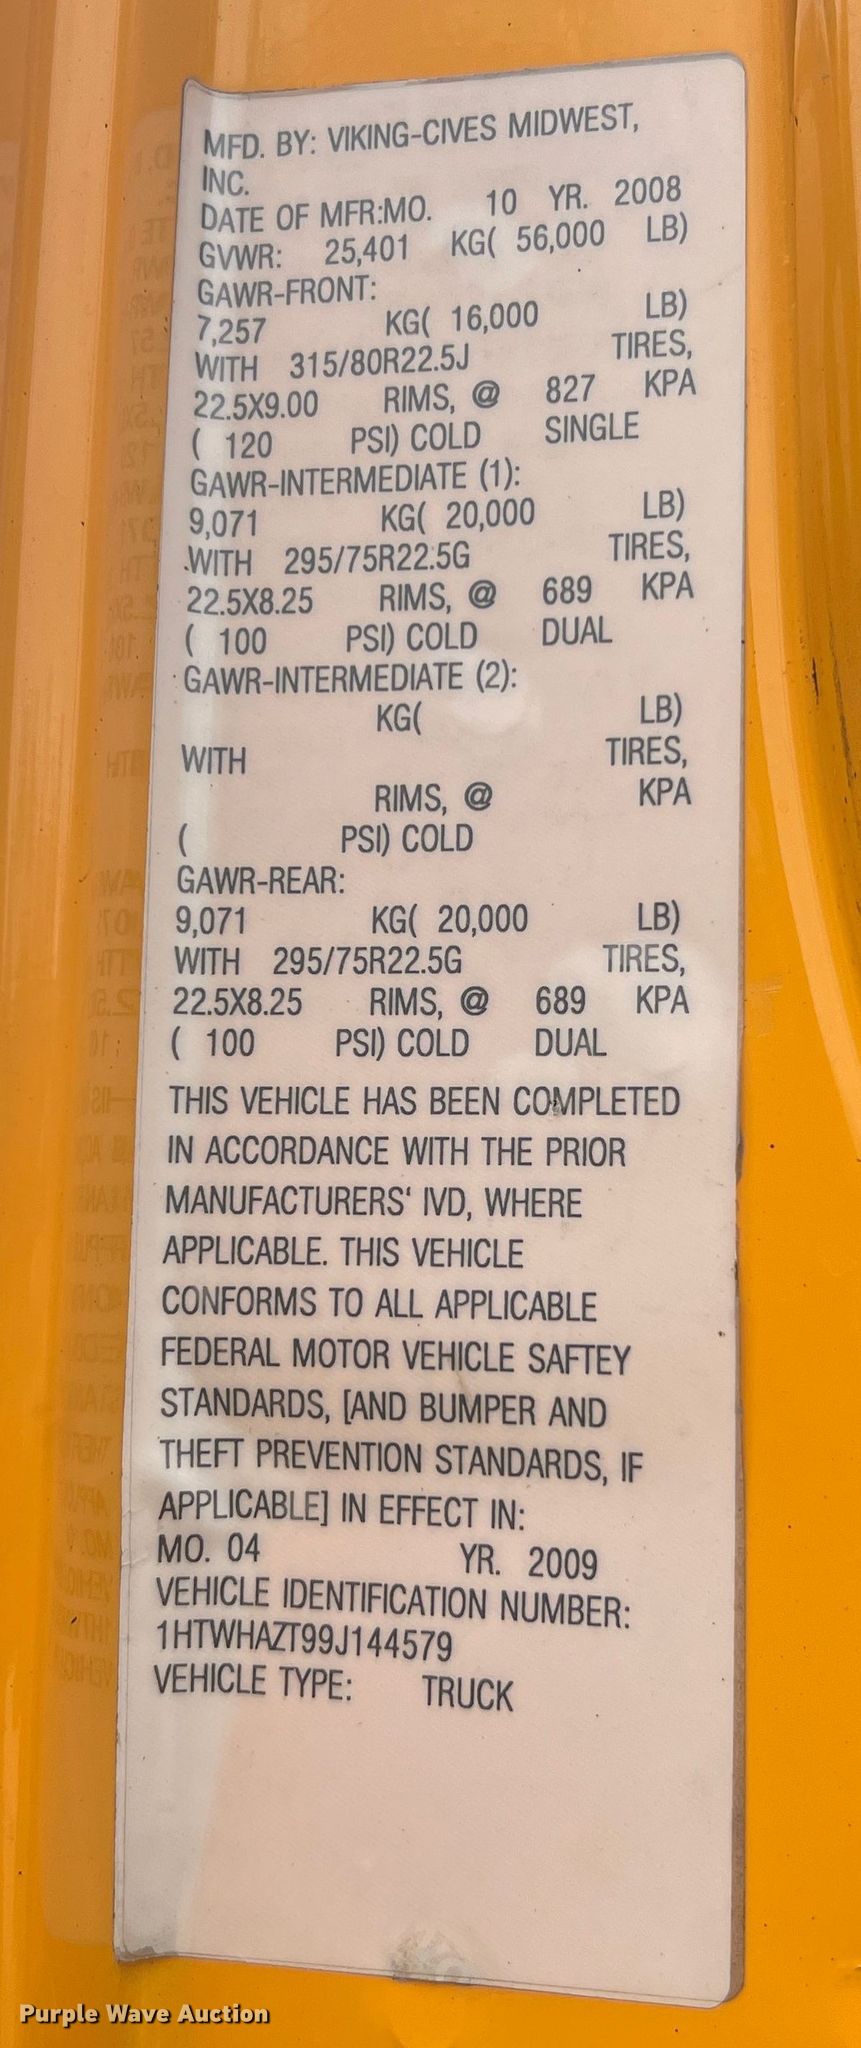 MFD. BY: VIKING-CIVES MIDWEST,
INC.
DATE OF MFR:MO. 10 YR. 2008
GVWR: 25,401 KG( 56,000 LB)
GAWR-FRONT:
7,257 KG( 16,000 LB)
WITH 315/80R22.5J TIRES,
22.5X9.00 RIMS, @ 827 KPA
( 120 PSI) COLD SINGLE
GAWR-INTERMEDIATE (1):
9,071 KG( 20,000 LB)
WITH 295/75R22.5G TIRES,
22.5X8.25 RIMS, @ 689 KPA
( 100 PSI) COLD DUAL
GAWR-INTERMEDIATE (2):
KG( LB)
WITH TIRES,
RIMS, @ KPA
( PSI) COLD
GAWR-REAR:
9,071 KG( 20,000 LB)
WITH 295/75R22.5G TIRES,
22.5X8.25 RIMS, @ 689 KPA
( 100 PSI) COLD DUAL
THIS VEHICLE HAS BEEN COMPLETED
IN ACCORDANCE WITH THE PRIOR
MANUFACTURERS' IVD, WHERE
APPLICABLE. THIS VEHICLE
CONFORMS TO ALL APPLICABLE
FEDERAL MOTOR VEHICLE SAFTEY
STANDARDS, [AND BUMPER AND
THEFT PREVENTION STANDARDS, IF
APPLICABLE] IN EFFECT IN:
MO. 04 YR. 2009
VEHICLE IDENTIFICATION NUMBER:
1HTWHAZT99J144579
VEHICLE TYPE: TRUCK
Purple Wave Auction